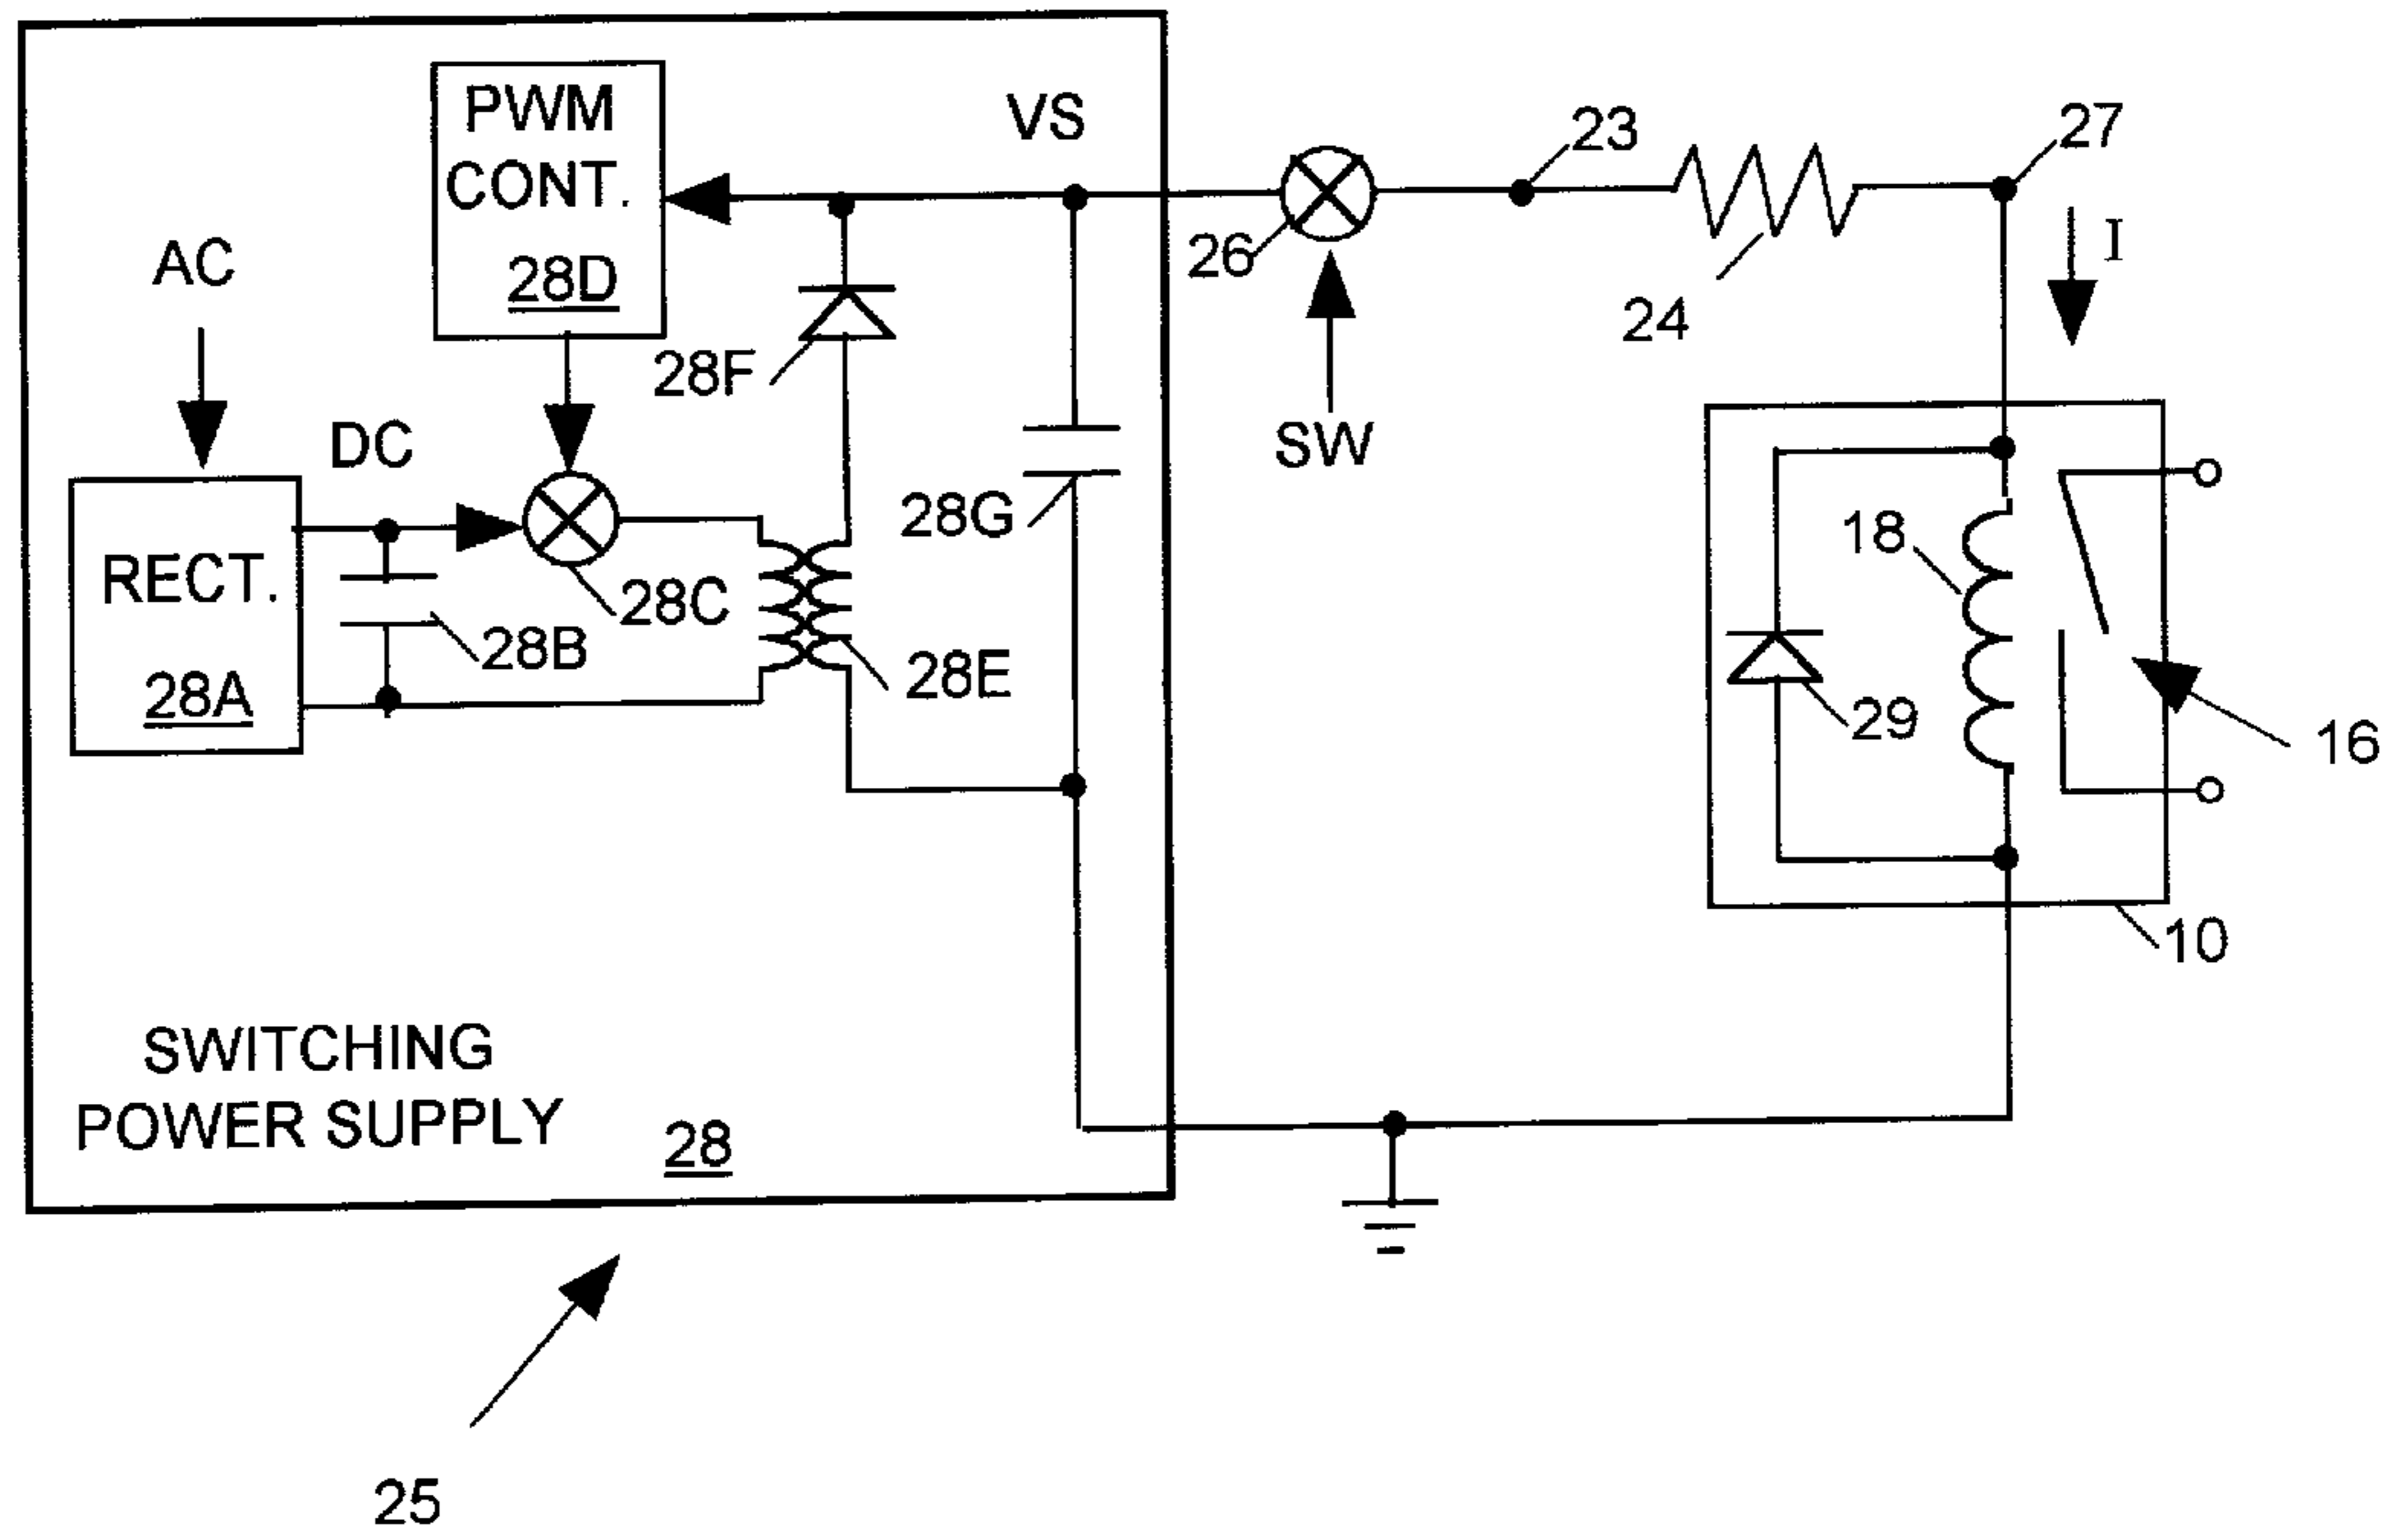 PWM
CONT.
28D
VS
AC
DC
RECT.
28A
28B
28C
28E
28F
28G
SWITCHING
POWER SUPPLY
28
25
26
SW
23
24
27
I
18
29
16
10